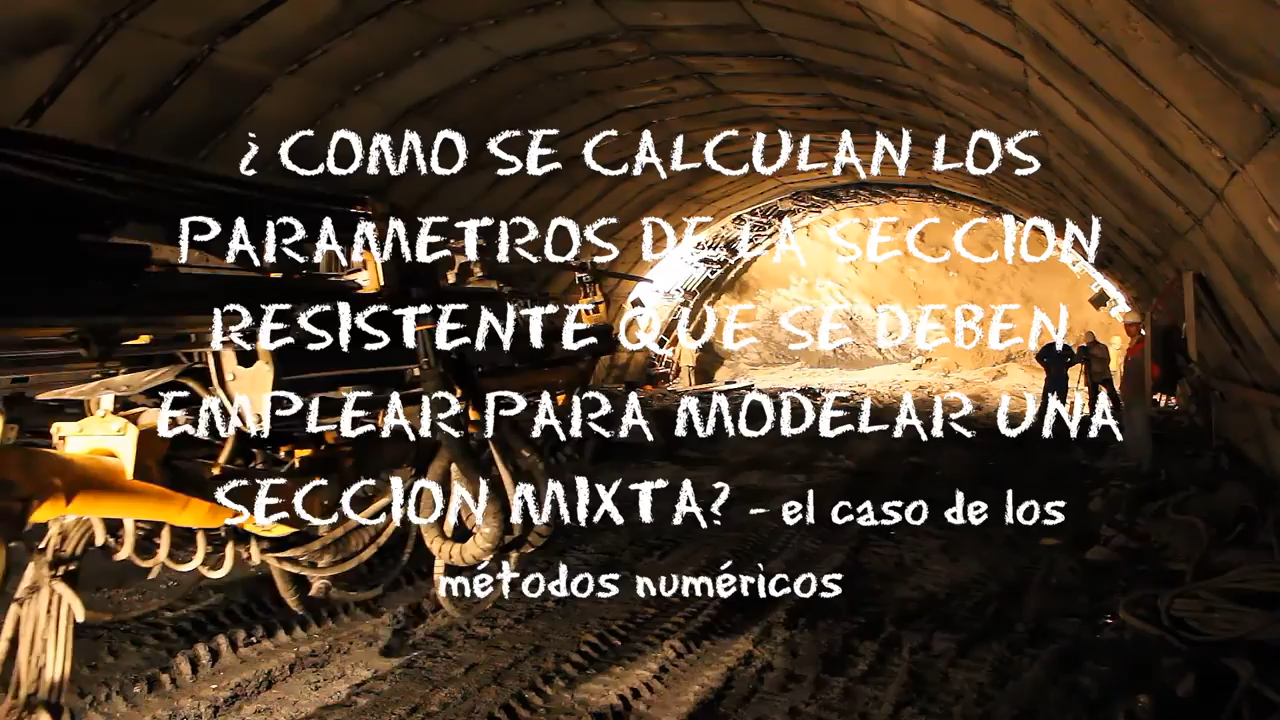 ¿ COMO SE CALCULAN LOS
PARAMETROS DE LA SECCION
RESISTENTE QUE SE DEBEN
EMPLEAR PARA MODELAR UNA
SECCION MIXTA? - el caso de los
métodos numéricos